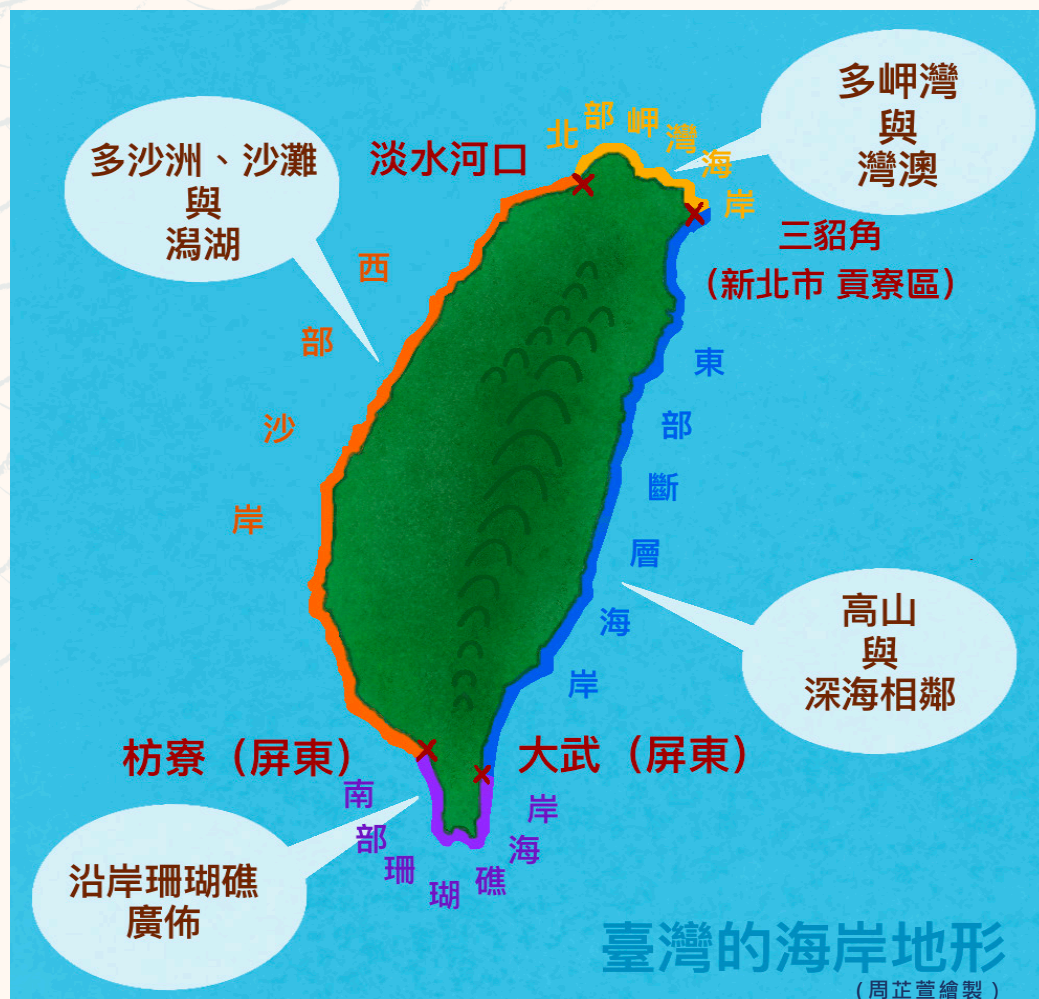 多岬灣
與
灣澳
北部岬灣海岸
淡水河口
多沙洲、沙灘
與
潟湖
三貂角
（新北市 貢寮區）
西部沙岸
東部斷層海岸
高山
與
深海相鄰
枋寮（屏東）
大武（屏東）
南部珊瑚礁海岸
沿岸珊瑚礁
廣佈
臺灣的海岸地形
(周芷萱繪製)